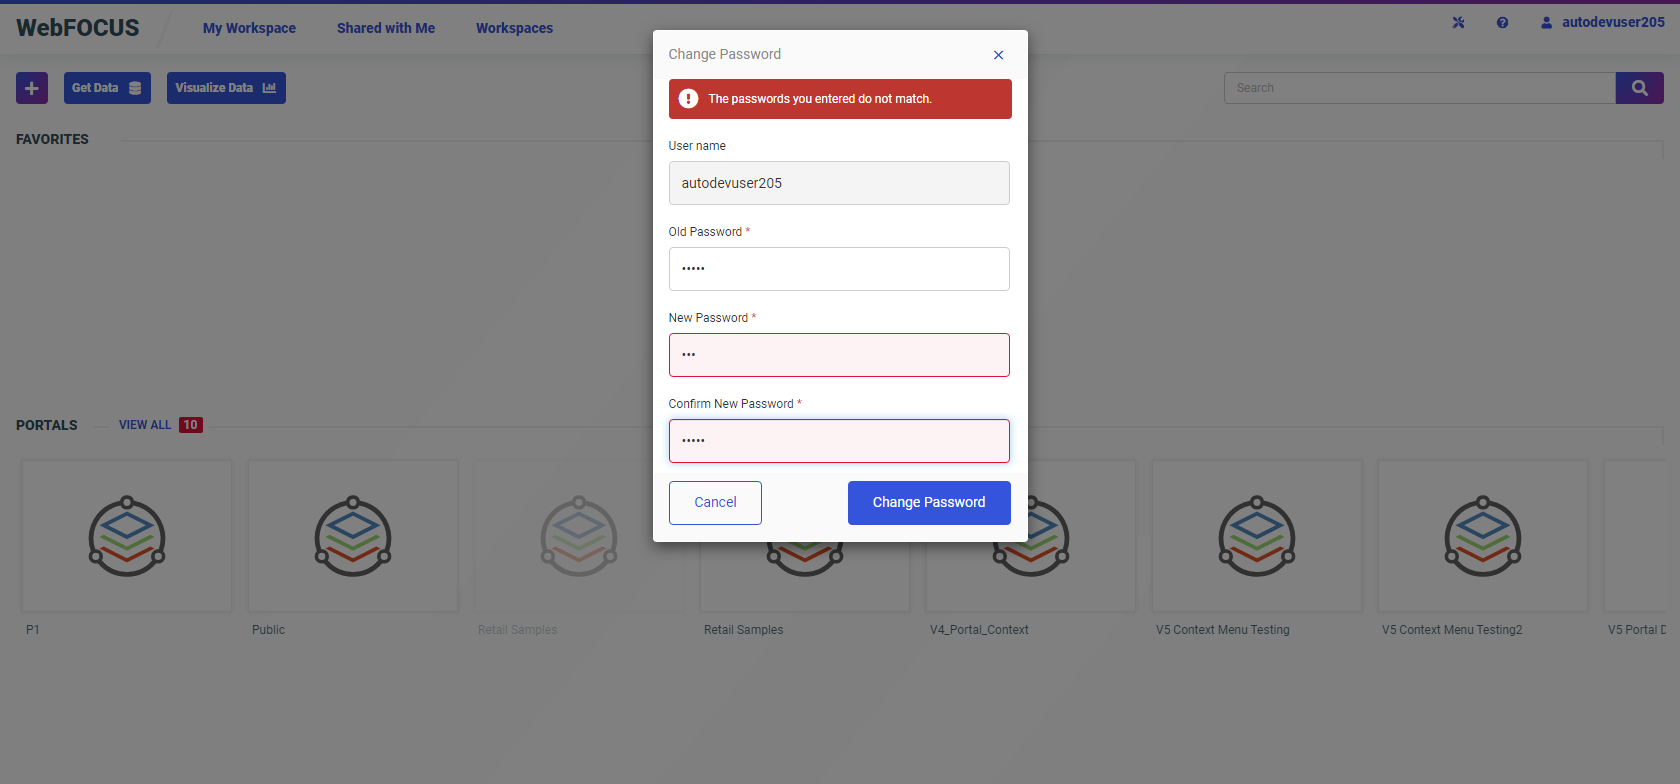 WebFOCUS
My Workspace
Shared with Me
Workspaces
autodevuser205
Get Data
Visualize Data
Search
FAVORITES
Change Password
The passwords you entered do not match.
User name
autodevuser205
Old Password *
•••••
New Password *
•••
Confirm New Password *
•••••
Cancel
Change Password
PORTALS
VIEW ALL 10
P1
Public
Retail Samples
Retail Samples
V4_Portal_Context
V5 Context Menu Testing
V5 Context Menu Testing2
V5 Portal D